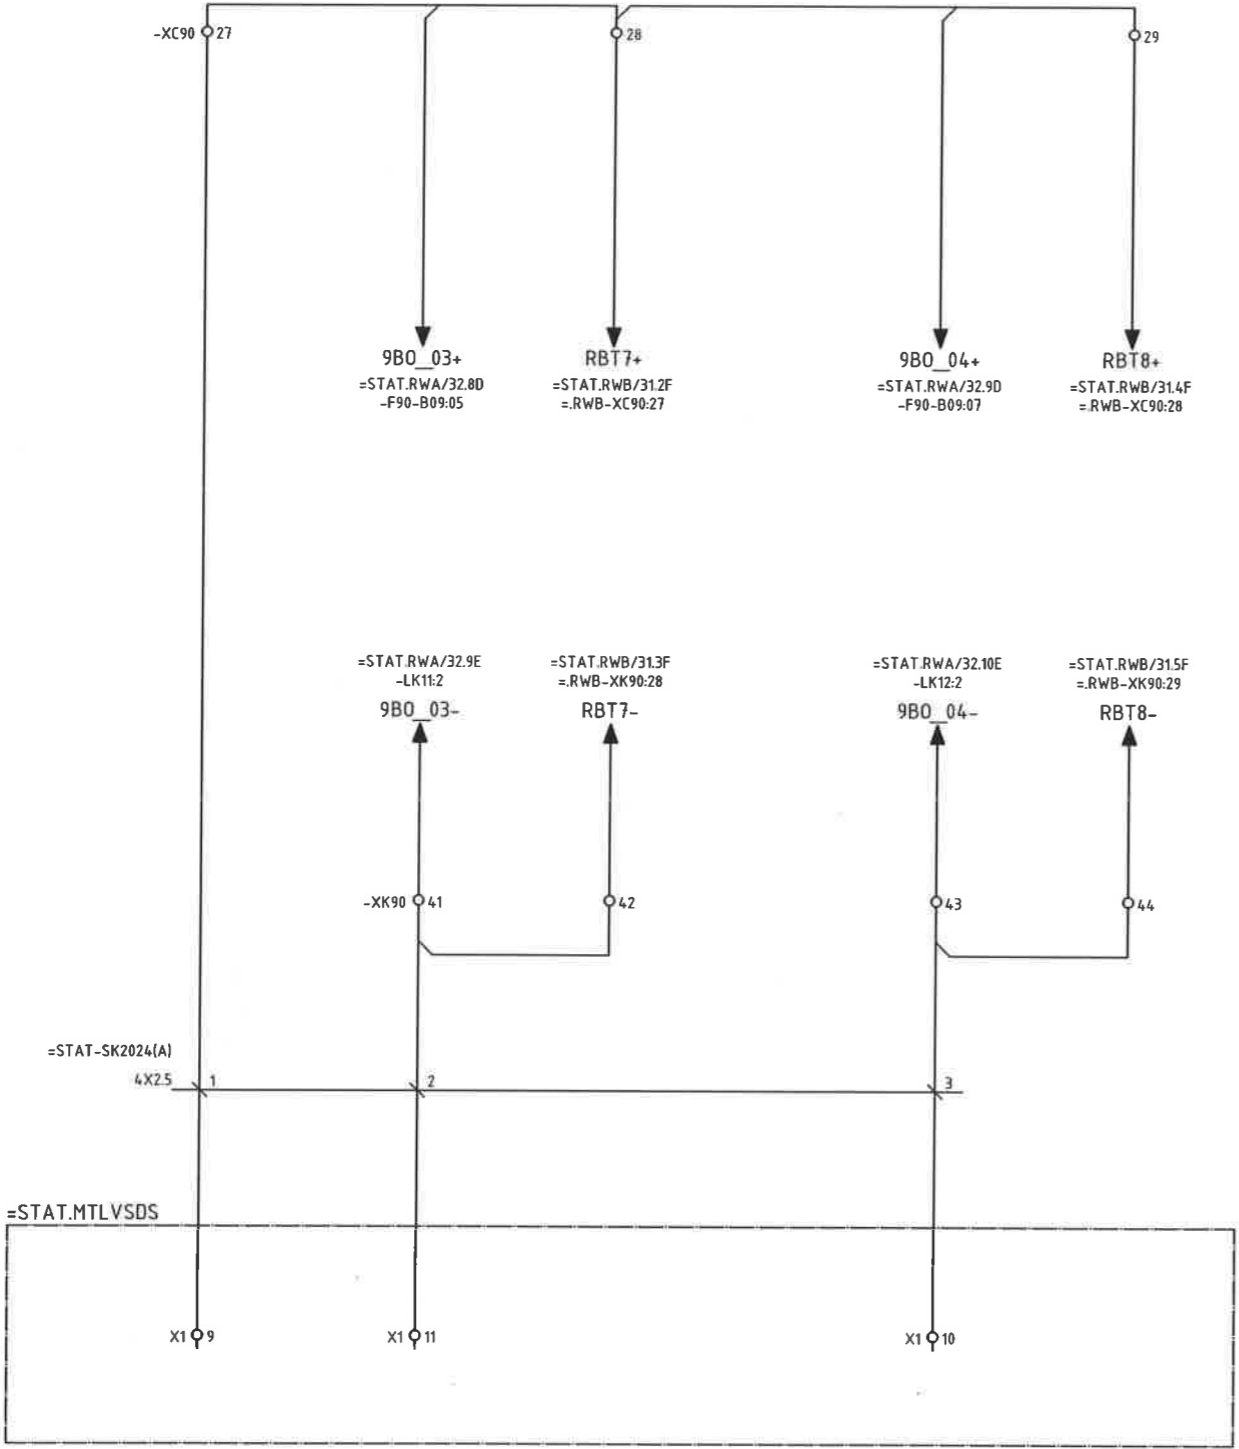 -XC90 27
28
29
9BO__03+
=STAT.RWA/32.8D
-F90-B09:05
RBT7+
=STAT.RWB/31.2F
=.RWB-XC90:27
9BO__04+
=STAT.RWA/32.9D
-F90-B09:07
RBT8+
=STAT.RWB/31.4F
=.RWB-XC90:28
=STAT.RWA/32.9E
-LK11:2
9BO__03-
=STAT.RWB/31.3F
=.RWB-XK90:28
RBT7-
=STAT.RWA/32.10E
-LK12:2
9BO__04-
=STAT.RWB/31.5F
=.RWB-XK90:29
RBT8-
-XK90 41
42
43
44
=STAT-SK2024(A)
4X2.5
1
2
3
=STAT.MTLVSDS
X1 9
X1 11
X1 10